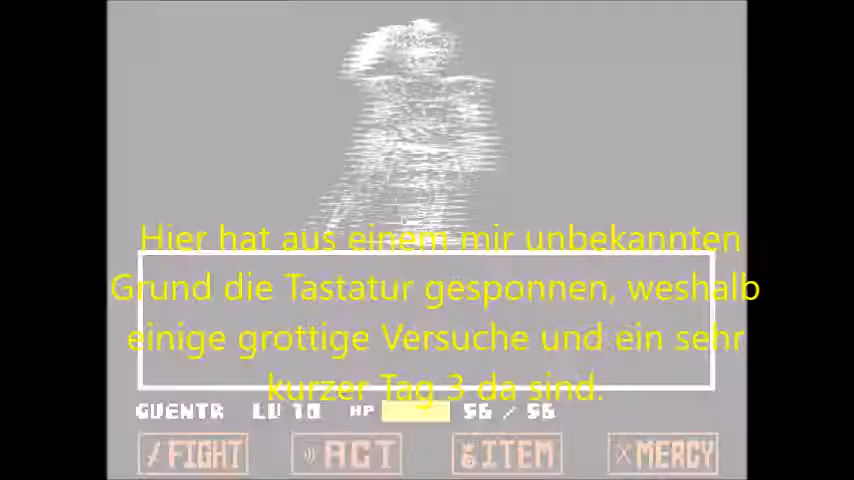 Hier hat aus einem mir unbekannten
Grund die Tastatur gesponnen, weshalb
einige grottige Versuche und ein sehr
kurzer Tag 3 da sind.
GUENTR LV 10 HP 56 / 56
FIGHT ACT ITEM MERCY